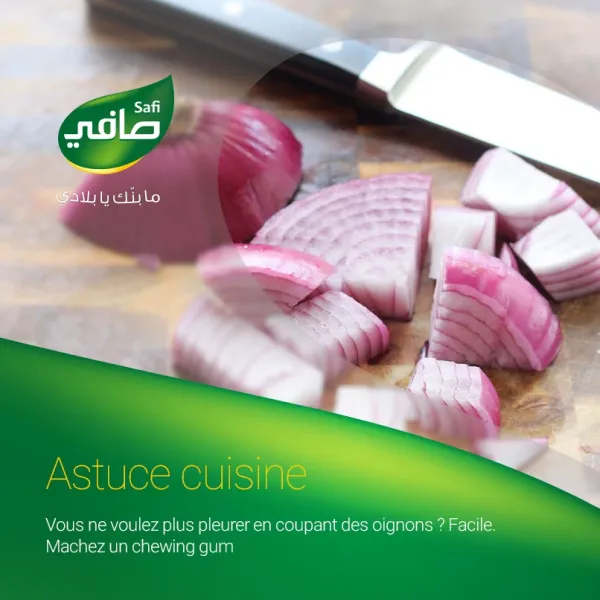 Safi
صافي
ما بنّك يا بلادي
Astuce cuisine
Vous ne voulez plus pleurer en coupant des oignons ? Facile.
Machez un chewing gum